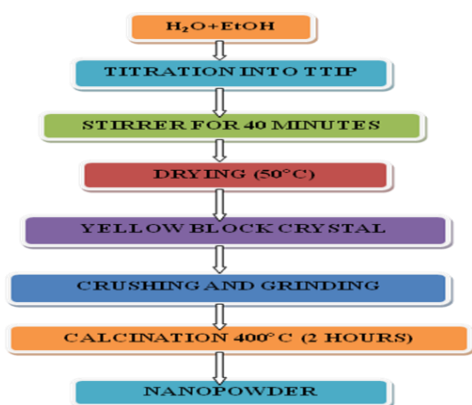 H₂O+EtOH
TITRATION INTO TTIP
STIRRER FOR 40 MINUTES
DRYING (50°C)
YELLOW BLOCK CRYSTAL
CRUSHING AND GRINDING
CALCINATION 400°C (2 HOURS)
NANOPOWDER